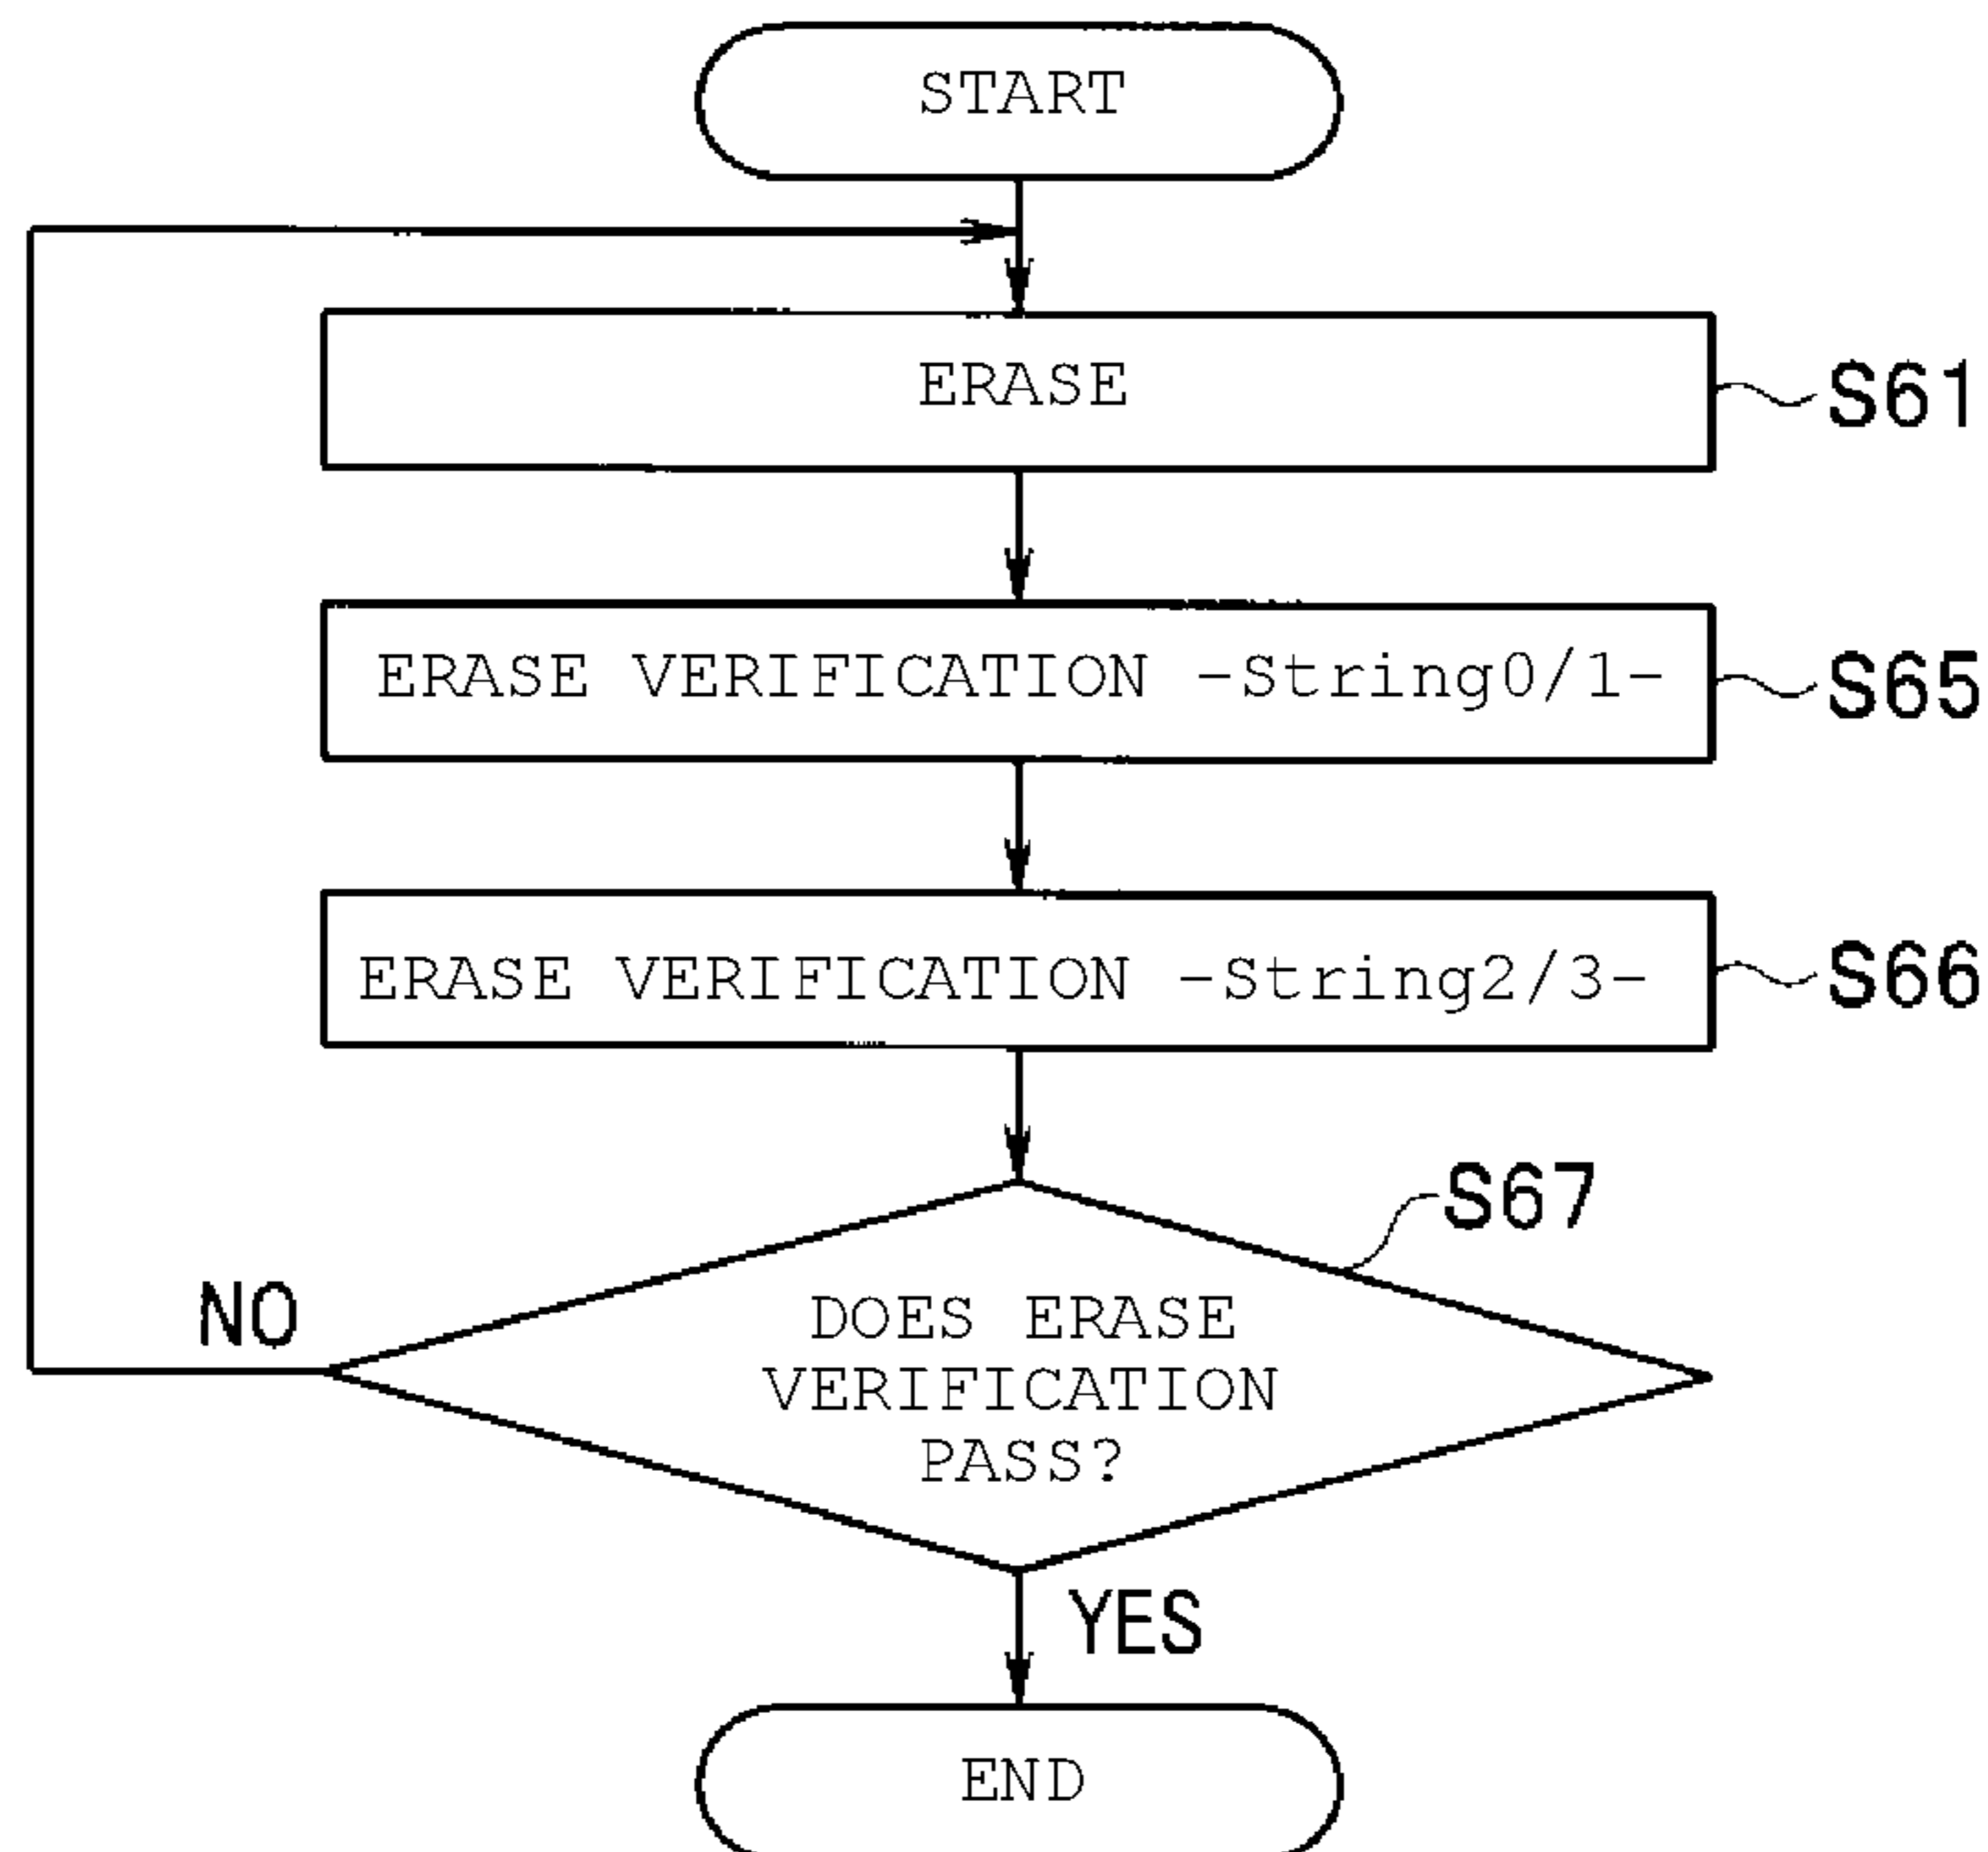 START
ERASE
S61
ERASE VERIFICATION -String0/1-
S65
ERASE VERIFICATION -String2/3-
S66
S67
NO
DOES ERASE
VERIFICATION
PASS?
YES
END